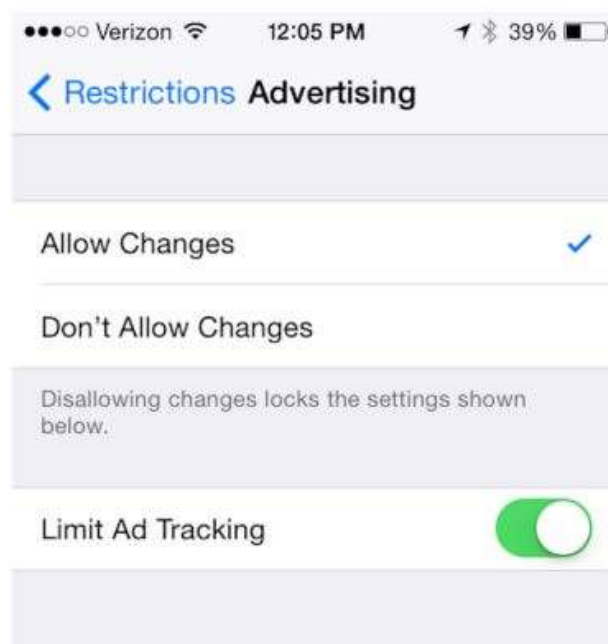 Verizon 12:05 PM 39%
Restrictions Advertising
Allow Changes
Don't Allow Changes
Disallowing changes locks the settings shown
below.
Limit Ad Tracking